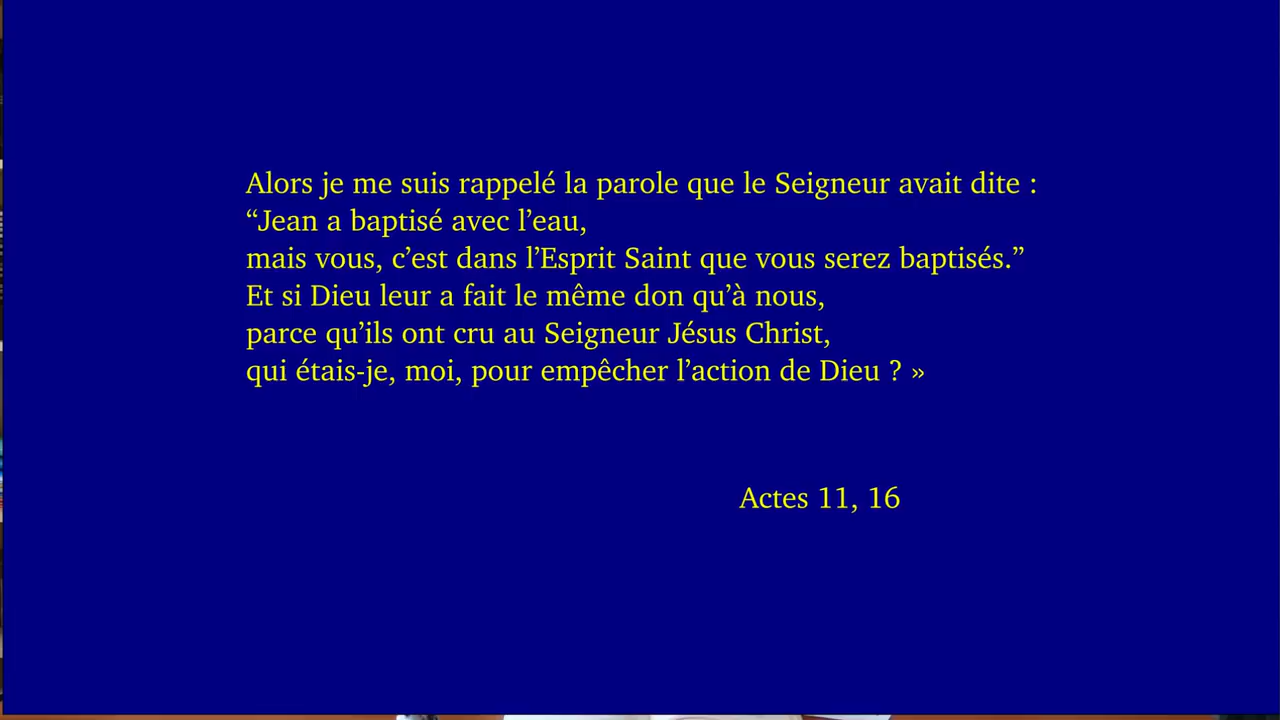 Alors je me suis rappelé la parole que le Seigneur avait dite :
“Jean a baptisé avec l’eau,
mais vous, c’est dans l’Esprit Saint que vous serez baptisés.”
Et si Dieu leur a fait le même don qu’à nous,
parce qu’ils ont cru au Seigneur Jésus Christ,
qui étais-je, moi, pour empêcher l’action de Dieu ? »
Actes 11, 16